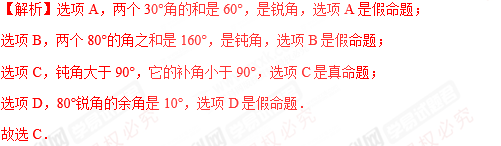 【解析】选项 A，两个 30°角的和是 60°，是锐角，选项 A 是假命题；
选项 B，两个 80°的角之和是 160°，是钝角，选项 B 是假命题；
选项 C，钝角大于 90°，它的补角小于 90°，选项 C 是真命题；
选项 D，80°锐角的余角是 10°，选项 D 是假命题．
故选 C．